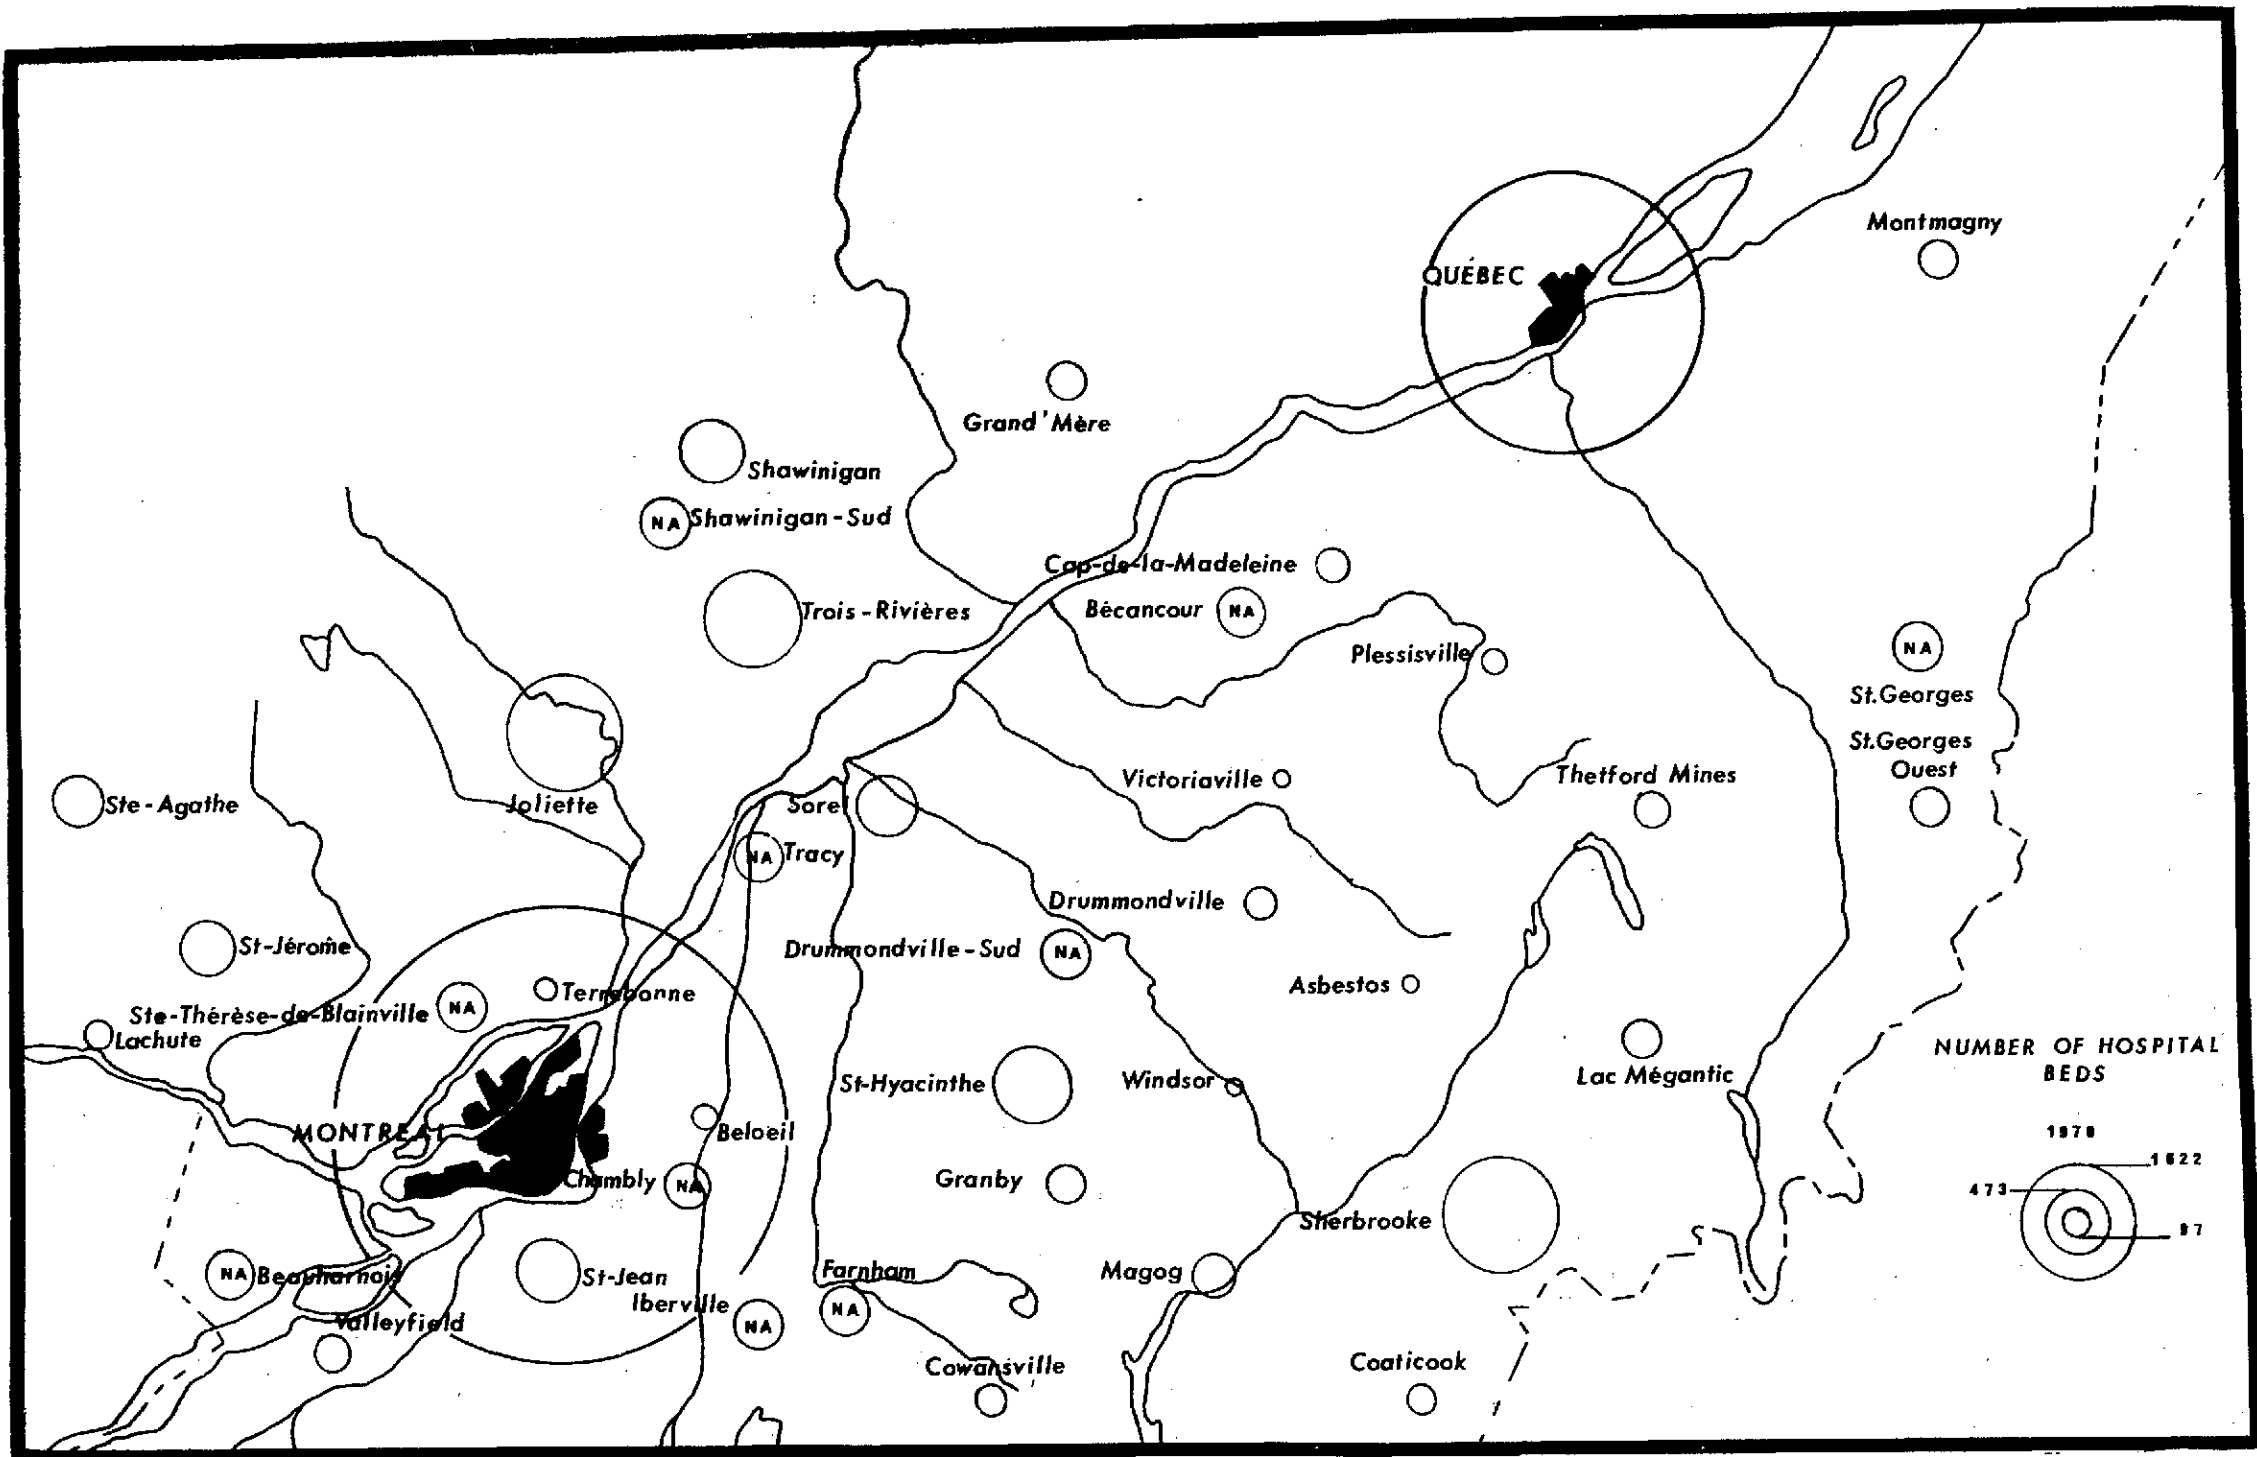 Montmagny
QUÉBEC
Grand'Mère
Shawinigan
NA Shawinigan-Sud
Cap-de-la-Madeleine
Trois-Rivières
Bécancour NA
Plessisville
NA
St.Georges
St.Georges
Ouest
Victoriaville
Thetford Mines
Ste-Agathe
Joliette
Sorel
NA Tracy
Drummondville
St-Jérome
Drummondville-Sud NA
Asbestos
Terrebonne
Ste-Thérèse-de-Blainville NA
Lachute
NUMBER OF HOSPITAL
BEDS
St-Hyacinthe
Windsor
Lac Mégantic
MONTREAL
Beloeil
1970
1622
Chambly NA
Granby
473
Sherbrooke
97
NA Beauharnois
St-Jean
Farnham
NA
Magog
Iberville
NA
Valleyfield
Cowansville
Coaticook